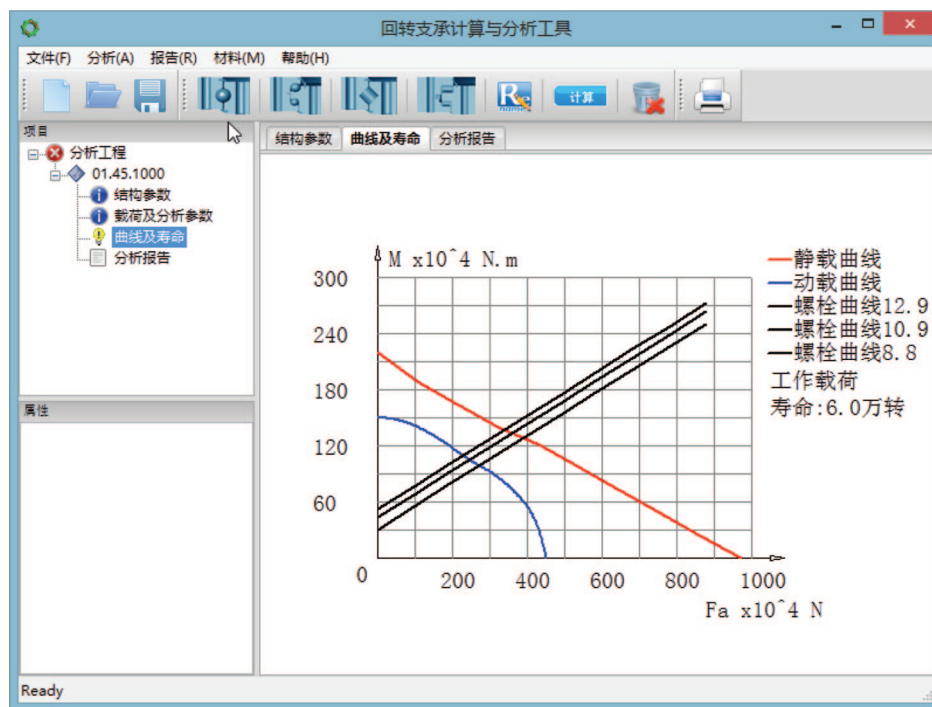 回转支承计算与分析工具
文件(F) 分析(A) 报告(R) 材料(M) 帮助(H)
计算
项目
分析工程
01.45.1000
结构参数
载荷及分析参数
曲线及寿命
分析报告
属性
结构参数 曲线及寿命 分析报告
M x10^4 N.m
300
240
180
120
60
0 200 400 600 800 1000
Fa x10^4 N
静载曲线
动载曲线
螺栓曲线12.9
螺栓曲线10.9
螺栓曲线8.8
工作载荷
寿命:6.0万转
Ready